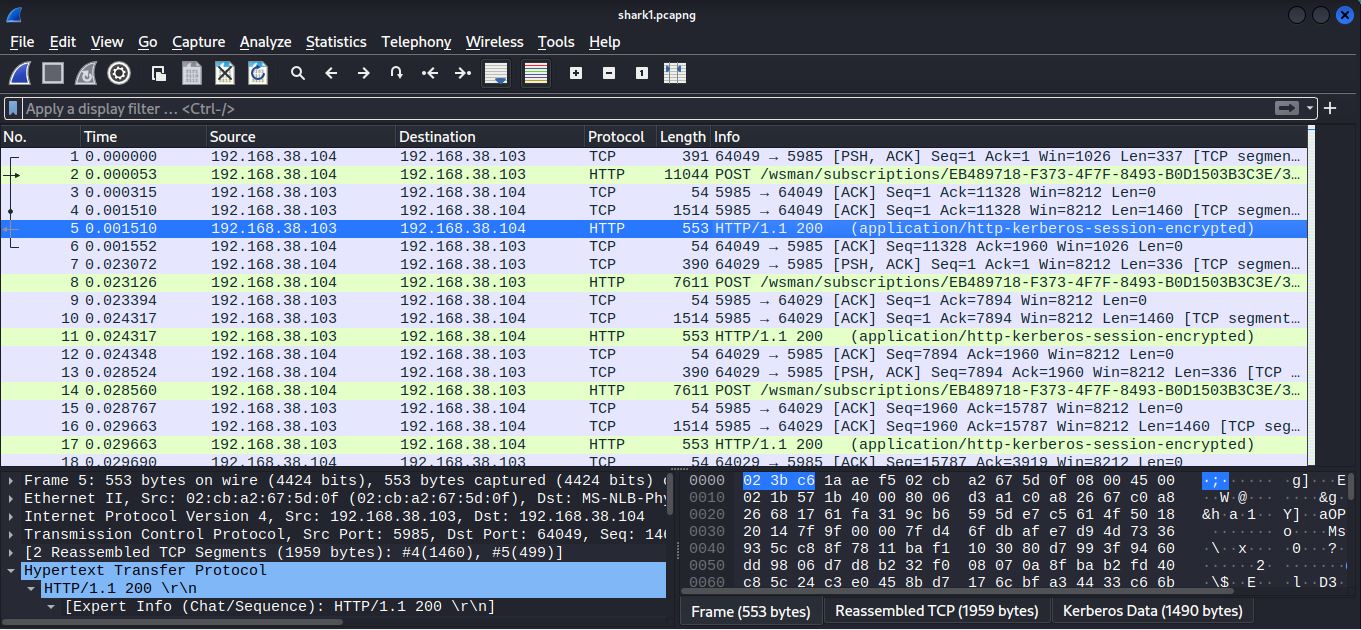 shark1.pcapng
File Edit View Go Capture Analyze Statistics Telephony Wireless Tools Help
Apply a display filter … <Ctrl-/>
No. Time Source Destination Protocol Length Info
1 0.000000 192.168.38.104 192.168.38.103 TCP 391 64049 → 5985 [PSH, ACK] Seq=1 Ack=1 Win=1026 Len=337 [TCP segmen…
2 0.000053 192.168.38.104 192.168.38.103 HTTP 11044 POST /wsman/subscriptions/EB489718-F373-4F7F-8493-B0D1503B3C3E/3…
3 0.000315 192.168.38.103 192.168.38.104 TCP 54 5985 → 64049 [ACK] Seq=1 Ack=11328 Win=8212 Len=0
4 0.001510 192.168.38.103 192.168.38.104 TCP 1514 5985 → 64049 [ACK] Seq=1 Ack=11328 Win=8212 Len=1460 [TCP segmen…
5 0.001510 192.168.38.103 192.168.38.104 HTTP 553 HTTP/1.1 200 (application/http-kerberos-session-encrypted)
6 0.001552 192.168.38.104 192.168.38.103 TCP 54 64049 → 5985 [ACK] Seq=11328 Ack=1960 Win=1026 Len=0
7 0.023072 192.168.38.104 192.168.38.103 TCP 390 64029 → 5985 [PSH, ACK] Seq=1 Ack=1 Win=8212 Len=336 [TCP segmen…
8 0.023126 192.168.38.104 192.168.38.103 HTTP 7611 POST /wsman/subscriptions/EB489718-F373-4F7F-8493-B0D1503B3C3E/3…
9 0.023394 192.168.38.103 192.168.38.104 TCP 54 5985 → 64029 [ACK] Seq=1 Ack=7894 Win=8212 Len=0
10 0.024317 192.168.38.103 192.168.38.104 TCP 1514 5985 → 64029 [ACK] Seq=1 Ack=7894 Win=8212 Len=1460 [TCP segment…
11 0.024317 192.168.38.103 192.168.38.104 HTTP 553 HTTP/1.1 200 (application/http-kerberos-session-encrypted)
12 0.024348 192.168.38.104 192.168.38.103 TCP 54 64029 → 5985 [ACK] Seq=7894 Ack=1960 Win=8212 Len=0
13 0.028524 192.168.38.104 192.168.38.103 TCP 390 64029 → 5985 [PSH, ACK] Seq=7894 Ack=1960 Win=8212 Len=336 [TCP …
14 0.028560 192.168.38.104 192.168.38.103 HTTP 7611 POST /wsman/subscriptions/EB489718-F373-4F7F-8493-B0D1503B3C3E/3…
15 0.028767 192.168.38.103 192.168.38.104 TCP 54 5985 → 64029 [ACK] Seq=1960 Ack=15787 Win=8212 Len=0
16 0.029663 192.168.38.103 192.168.38.104 TCP 1514 5985 → 64029 [ACK] Seq=1960 Ack=15787 Win=8212 Len=1460 [TCP seg…
17 0.029663 192.168.38.103 192.168.38.104 HTTP 553 HTTP/1.1 200 (application/http-kerberos-session-encrypted)
18 0.029690 192.168.38.104 192.168.38.103 TCP 54 64029 → 5985 [ACK] Seq=15787 Ack=3919 Win=8212 Len=0
Frame 5: 553 bytes on wire (4424 bits), 553 bytes captured (4424 bits)
Ethernet II, Src: 02:cb:a2:67:5d:0f (02:cb:a2:67:5d:0f), Dst: MS-NLB-Phy
Internet Protocol Version 4, Src: 192.168.38.103, Dst: 192.168.38.104
Transmission Control Protocol, Src Port: 5985, Dst Port: 64049, Seq: 146
[2 Reassembled TCP Segments (1959 bytes): #4(1460), #5(499)]
Hypertext Transfer Protocol
HTTP/1.1 200 \r\n
[Expert Info (Chat/Sequence): HTTP/1.1 200 \r\n]
0000 02 3b c6 1a ae f5 02 cb a2 67 5d 0f 08 00 45 00 ·;······ ·g]···E
0010 02 1b 57 1b 40 00 80 06 d3 a1 c0 a8 26 67 c0 a8 ··W·@··· ····&g
0020 26 68 17 61 fa 31 9c b6 59 5d e7 c5 61 4f 50 18 &h·a·1·· Y]··aOP
0030 20 14 7f 9f 00 00 7f d4 6f db af e7 d9 4d 73 36 ········ o····Ms
0040 93 5c c8 8f 78 11 ba f1 10 30 80 d7 99 3f 94 60 ·\··x··· ·0···?·
0050 dd 98 06 d7 d8 b2 32 f0 08 07 0a 8f ba b2 fd 40 ······2· ·······
0060 c8 5c 24 c3 e0 45 8b d7 17 6c bf a3 44 33 c6 6b ·\$··E·· ·l··D3·
Frame (553 bytes) Reassembled TCP (1959 bytes) Kerberos Data (1490 bytes)